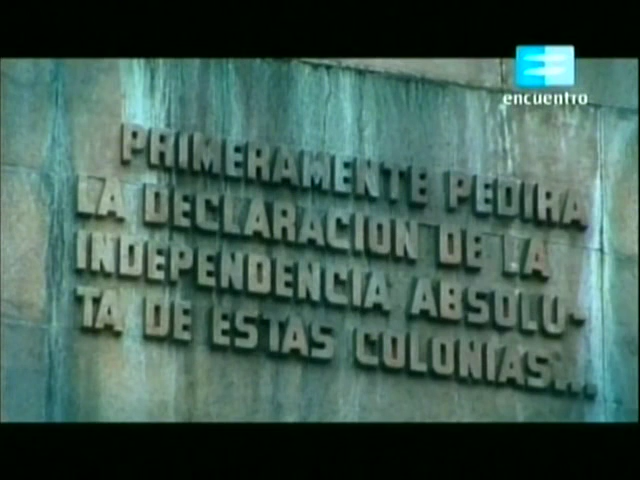 encuentro
PRIMERAMENTE PEDIRA
LA DECLARACION DE LA
INDEPENDENCIA ABSOLU-
TA DE ESTAS COLONIAS...